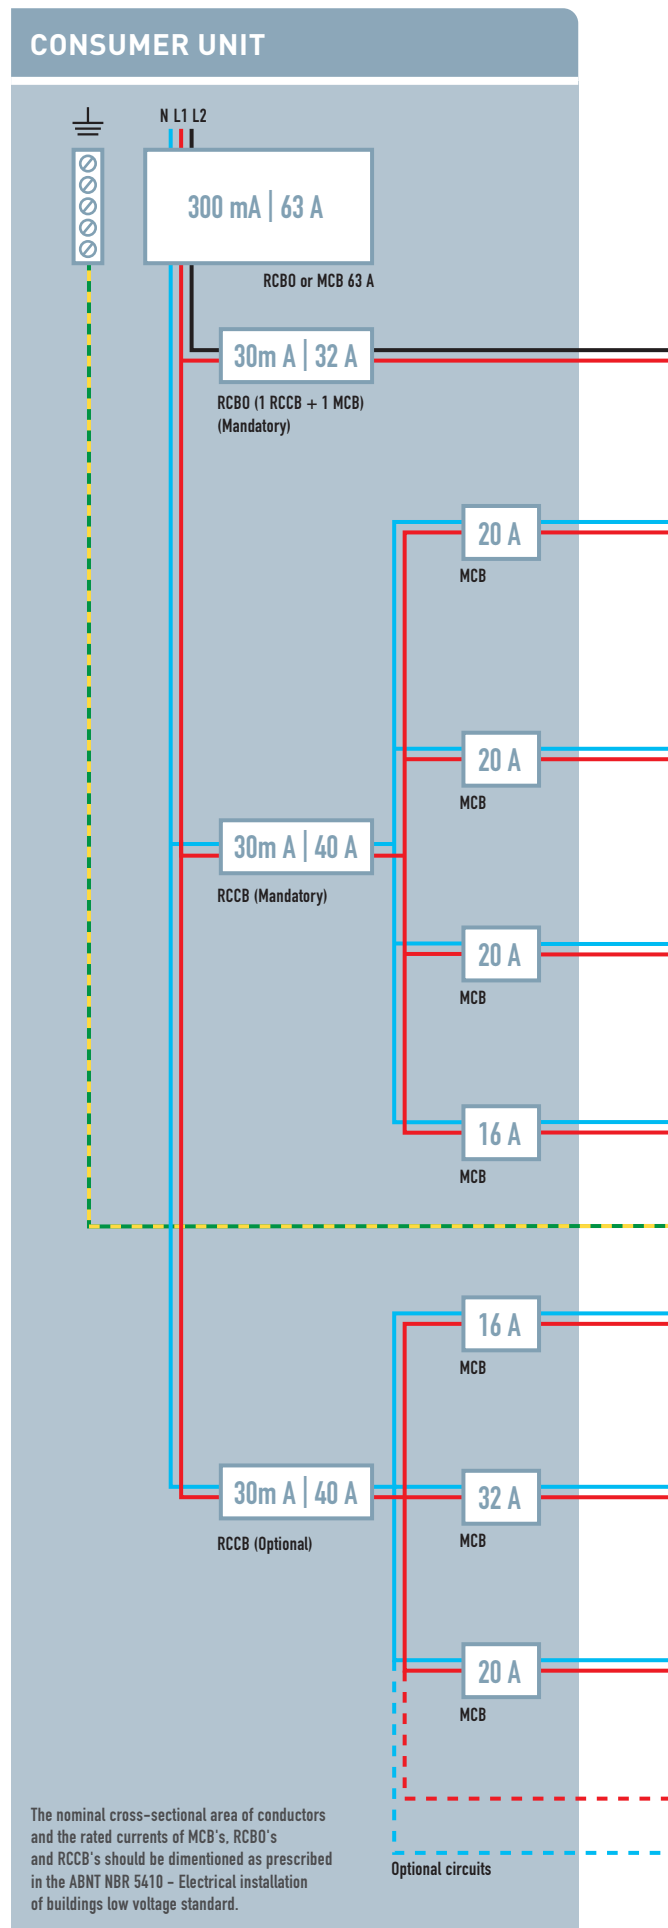 CONSUMER UNIT
N L1 L2
300 mA | 63 A
RCBO or MCB 63 A
30m A | 32 A
RCBO (1 RCCB + 1 MCB)
(Mandatory)
20 A
MCB
20 A
MCB
30m A | 40 A
RCCB (Mandatory)
20 A
MCB
16 A
MCB
16 A
MCB
30m A | 40 A
RCCB (Optional)
32 A
MCB
20 A
MCB
The nominal cross-sectional area of conductors
and the rated currents of MCB's, RCBO's
and RCCB's should be dimentioned as prescribed
in the ABNT NBR 5410 - Electrical installation
of buildings low voltage standard.
Optional circuits